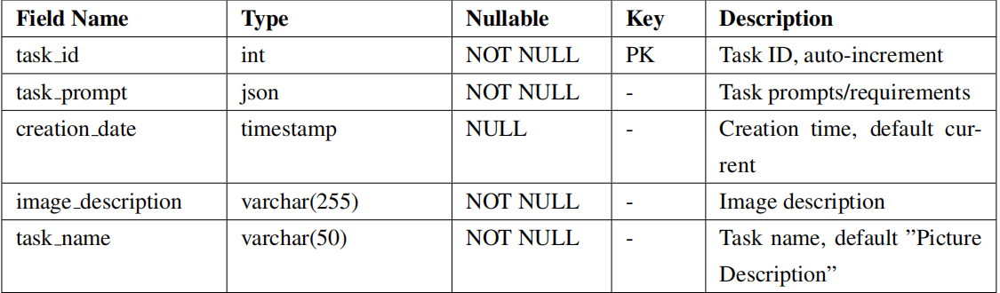 Field Name Type Nullable Key Description
task_id int NOT NULL PK Task ID, auto-increment
task_prompt json NOT NULL - Task prompts/requirements
creation_date timestamp NULL - Creation time, default cur-
rent
image_description varchar(255) NOT NULL - Image description
task_name varchar(50) NOT NULL - Task name, default ”Picture
Description”